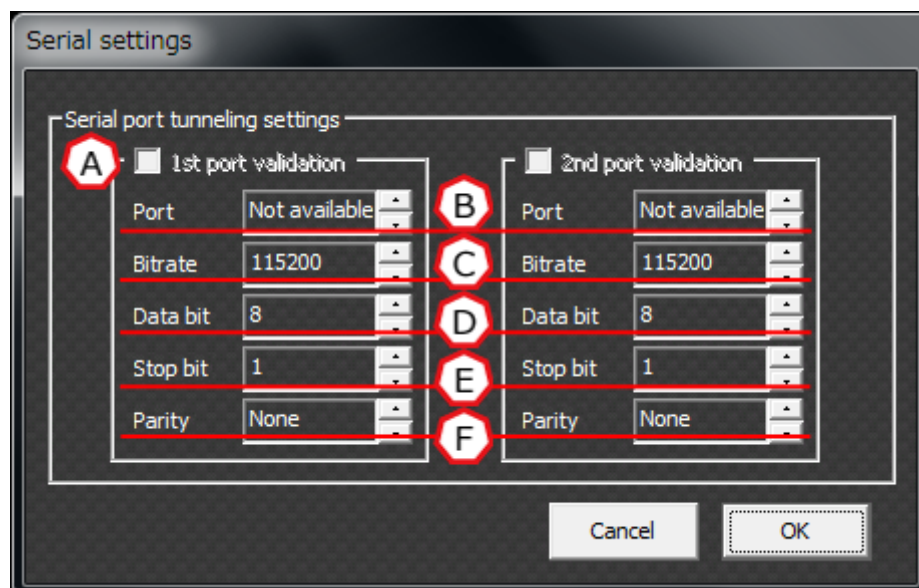 Serial settings
Serial port tunneling settings
A
1st port validation
2nd port validation
Port Not available B Port Not available
Bitrate 115200 C Bitrate 115200
Data bit 8 D Data bit 8
Stop bit 1 E Stop bit 1
Parity None F Parity None
Cancel OK